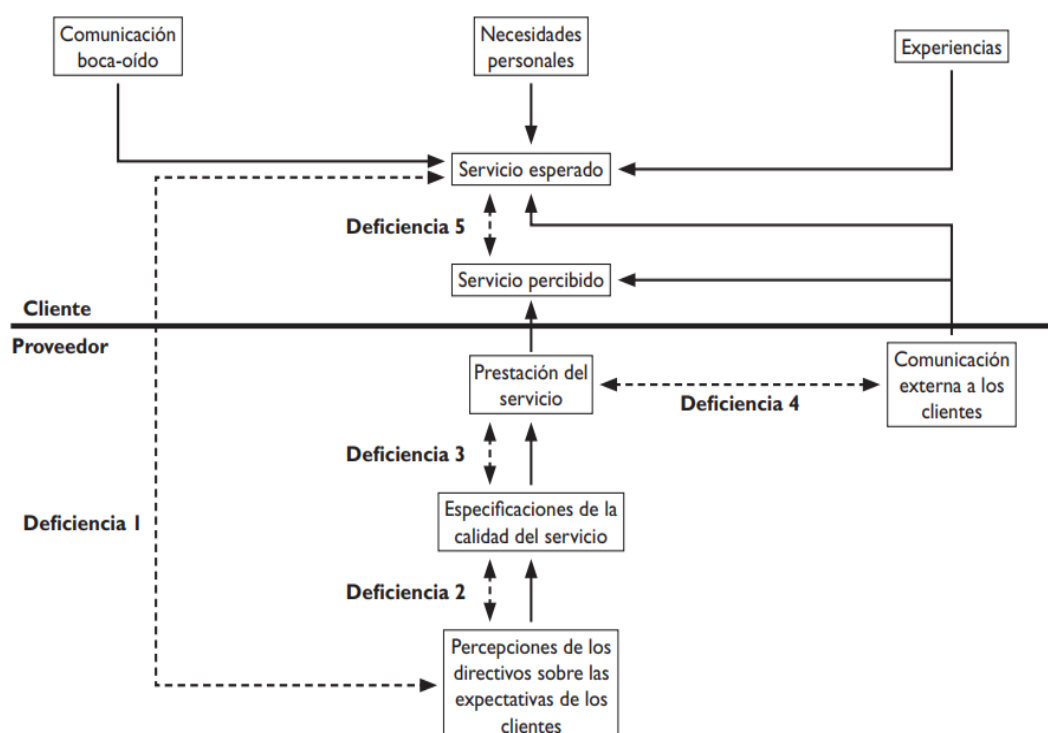 Comunicación
boca-oído
Necesidades
personales
Experiencias
Servicio esperado
Deficiencia 5
Servicio percibido
Cliente
Proveedor
Prestación del
servicio
Comunicación
externa a los
clientes
Deficiencia 4
Deficiencia 3
Deficiencia 1
Especificaciones de la
calidad del servicio
Deficiencia 2
Percepciones de los
directivos sobre las
expectativas de los
clientes